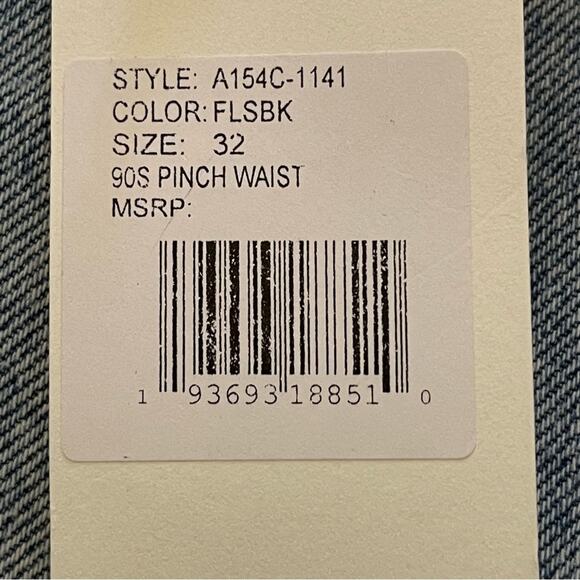 STYLE: A154C-1141
COLOR: FLSBK
SIZE: 32
90S PINCH WAIST
MSRP:
1 93693 18851 0